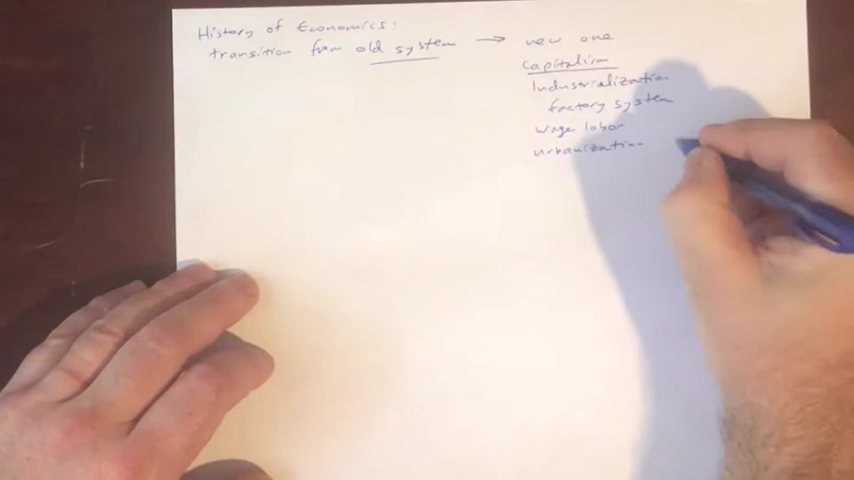 History of Economics:
transition from old system → new one
Capitalism
Industrialization
factory system
wage labor
urbanization